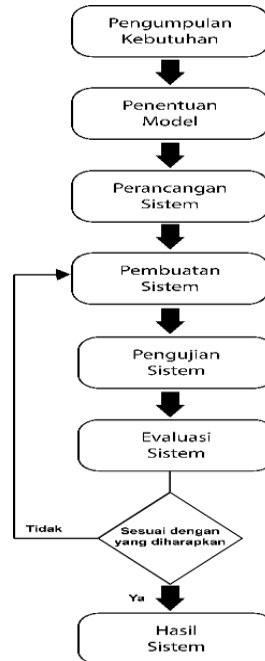 Pengumpulan
Kebutuhan
Penentuan
Model
Perancangan
Sistem
Pembuatan
Sistem
Pengujian
Sistem
Evaluasi
Sistem
Tidak
Sesuai dengan
yang diharapkan
Ya
Hasil
Sistem